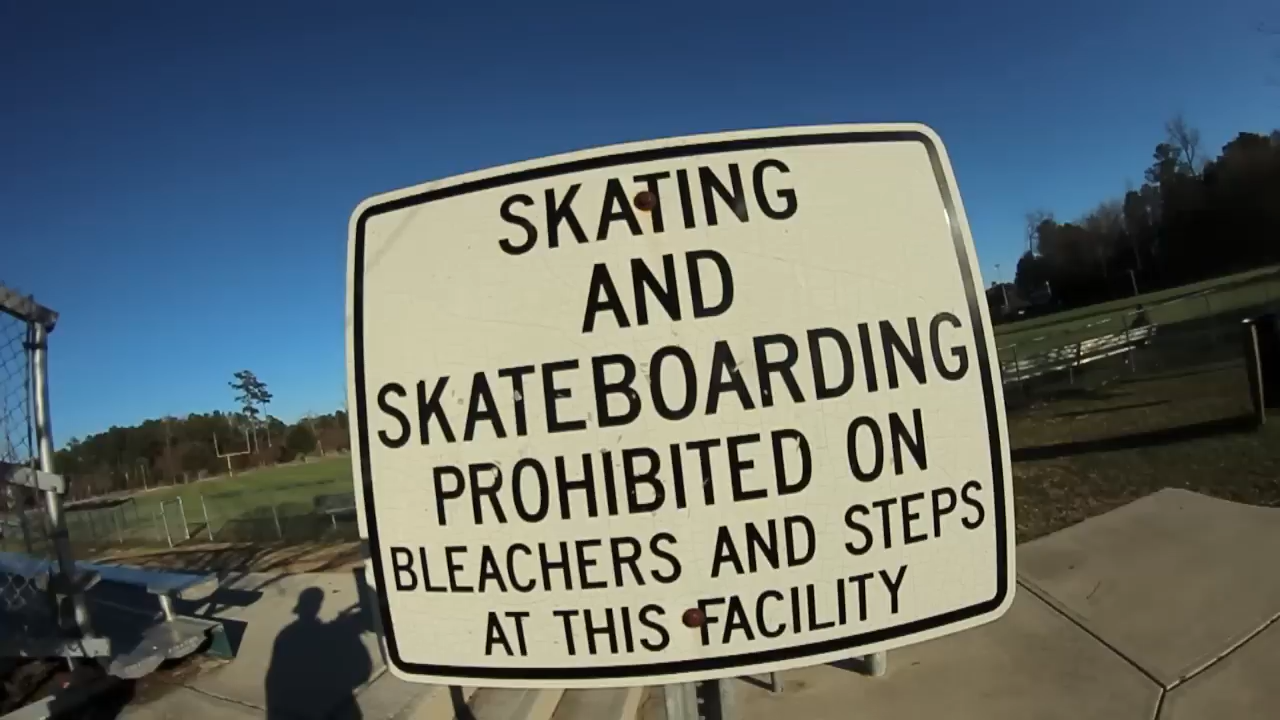 SKATING
AND
SKATEBOARDING
PROHIBITED ON
BLEACHERS AND STEPS
AT THIS FACILITY